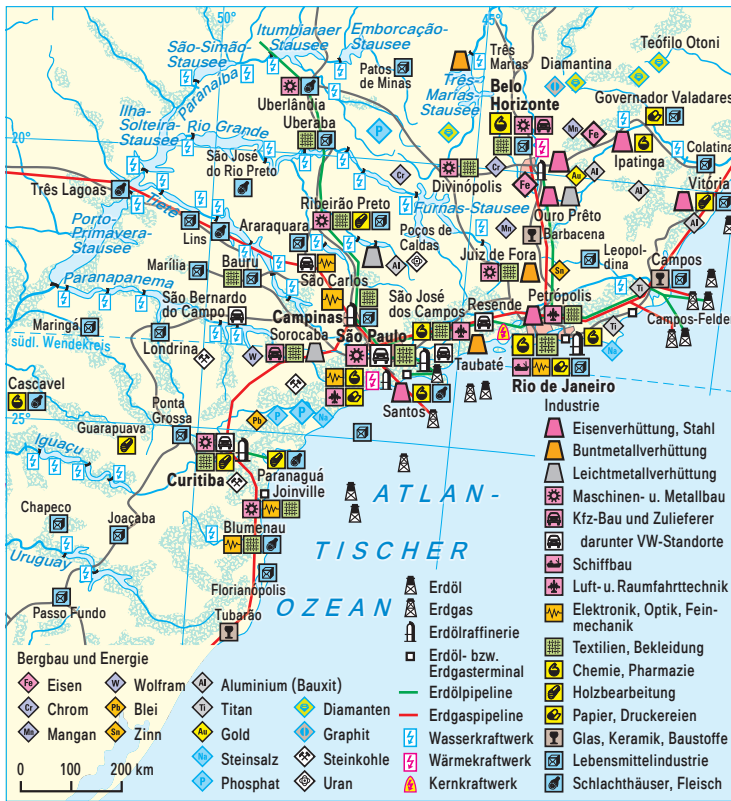 50°
45°
Itumbiaraer
Stausee
Emborcação-
Stausee
São-Simão-
Stausee
Paranaíba
Patos
de Minas
Três
Marias
Três-
Marias-
Stausee
Diamantina
Teófilo Otoni
Belo
Horizonte
Governador Valadares
Uberlândia
Uberaba
Ilha-
Solteira-
Stausee
Rio Grande
20°
São José
do Rio Preto
Divinópolis
Ipatinga
Colatina
Vitória
Três Lagoas
Tietê
Porto-
Primavera-
Stausee
Lins
Ribeirão Preto
Araraquara
Furnas-Stausee
Poços de
Caldas
Ouro Prêto
Barbacena
Juiz de Fora
Leopol-
dina
Campos
Paranapanema
Marília
Bauru
São Carlos
São Bernardo
do Campo
Campinas
São José
dos Campos
Resende
Petrópolis
Campos-Felder
Maringá
südl. Wendekreis
Londrina
Sorocaba
São Paulo
Taubaté
Rio de Janeiro
Cascavel
25°
Guarapuava
Ponta
Grossa
Santos
Iguaçu
Curitiba
Paranaguá
Joinville
Chapeco
Joaçaba
Blumenau
Uruguay
Florianópolis
Passo Fundo
Tubarão
ATLAN-
TISCHER
OZEAN
Industrie
Eisenverhüttung, Stahl
Buntmetallverhüttung
Leichtmetallverhüttung
Maschinen- u. Metallbau
Kfz-Bau und Zulieferer
darunter VW-Standorte
Schiffbau
Luft- u. Raumfahrttechnik
Elektronik, Optik, Fein-
mechanik
Textilien, Bekleidung
Chemie, Pharmazie
Holzbearbeitung
Papier, Druckereien
Glas, Keramik, Baustoffe
Lebensmittelindustrie
Schlachthäuser, Fleisch
Erdöl
Erdgas
Erdölraffinerie
Erdöl- bzw.
Erdgasterminal
Erdölpipeline
Erdgaspipeline
Wasserkraftwerk
Wärmekraftwerk
Kernkraftwerk
Bergbau und Energie
Fe Eisen
Cr Chrom
Mn Mangan
W Wolfram
Pb Blei
Sn Zinn
Al Aluminium (Bauxit)
Ti Titan
Au Gold
Na Steinsalz
P Phosphat
Diamanten
Graphit
Steinkohle
Uran
0 100 200 km